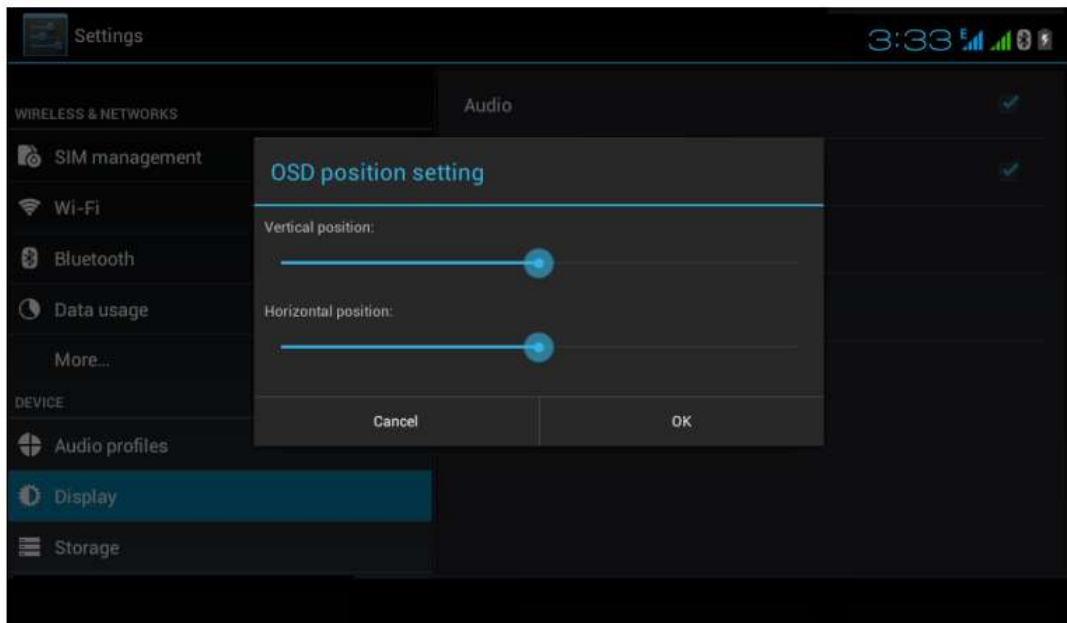 Settings
3:33
E
WIRELESS & NETWORKS
SIM management
Wi-Fi
Bluetooth
Data usage
More...
DEVICE
Audio profiles
Display
Storage
Audio
OSD position setting
Vertical position:
Horizontal position:
Cancel
OK